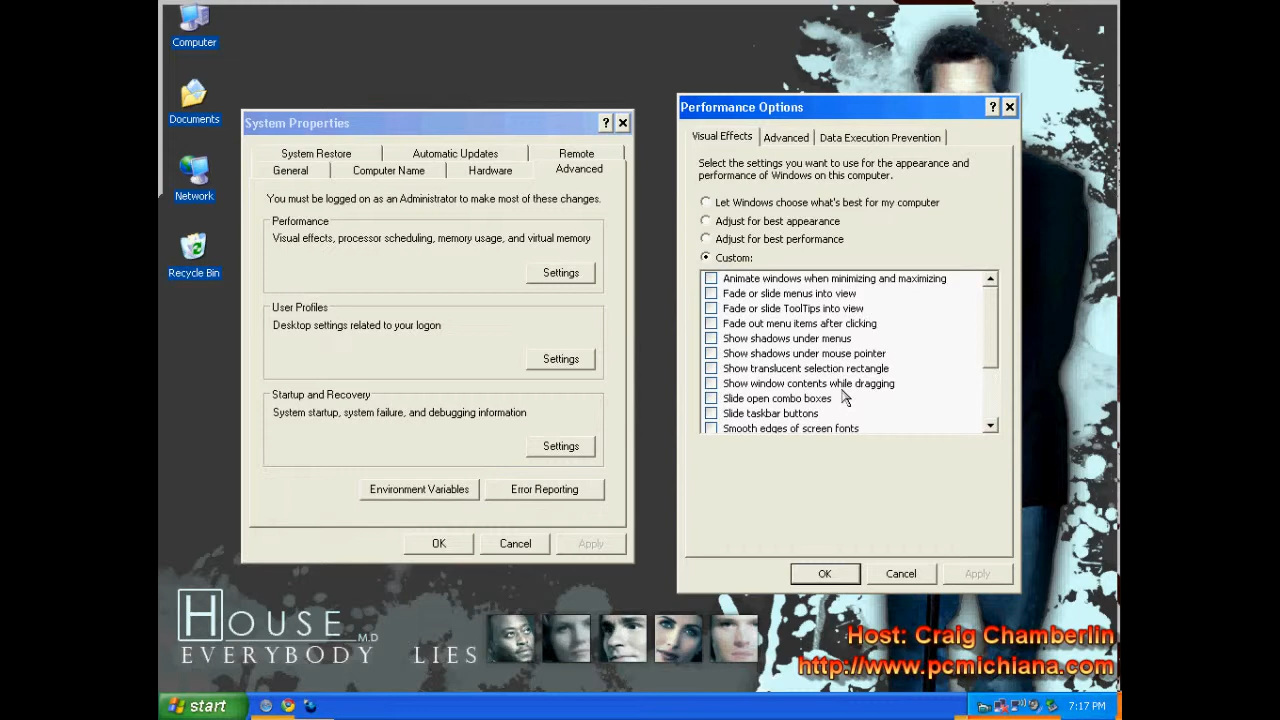 Computer
Documents
Network
Recycle Bin
System Properties
System Restore
Automatic Updates
Remote
General
Computer Name
Hardware
Advanced
You must be logged on as an Administrator to make most of these changes.
Performance
Visual effects, processor scheduling, memory usage, and virtual memory
Settings
User Profiles
Desktop settings related to your logon
Settings
Startup and Recovery
System startup, system failure, and debugging information
Settings
Environment Variables
Error Reporting
OK
Cancel
Apply
Performance Options
Visual Effects
Advanced
Data Execution Prevention
Select the settings you want to use for the appearance and
performance of Windows on this computer.
Let Windows choose what's best for my computer
Adjust for best appearance
Adjust for best performance
Custom:
Animate windows when minimizing and maximizing
Fade or slide menus into view
Fade or slide ToolTips into view
Fade out menu items after clicking
Show shadows under menus
Show shadows under mouse pointer
Show translucent selection rectangle
Show window contents while dragging
Slide open combo boxes
Slide taskbar buttons
Smooth edges of screen fonts
OK
Cancel
Apply
HOUSE M.D
EVERYBODY LIES
Host: Craig Chamberlin
http://www.pcmichiana.com
start
7:17 PM